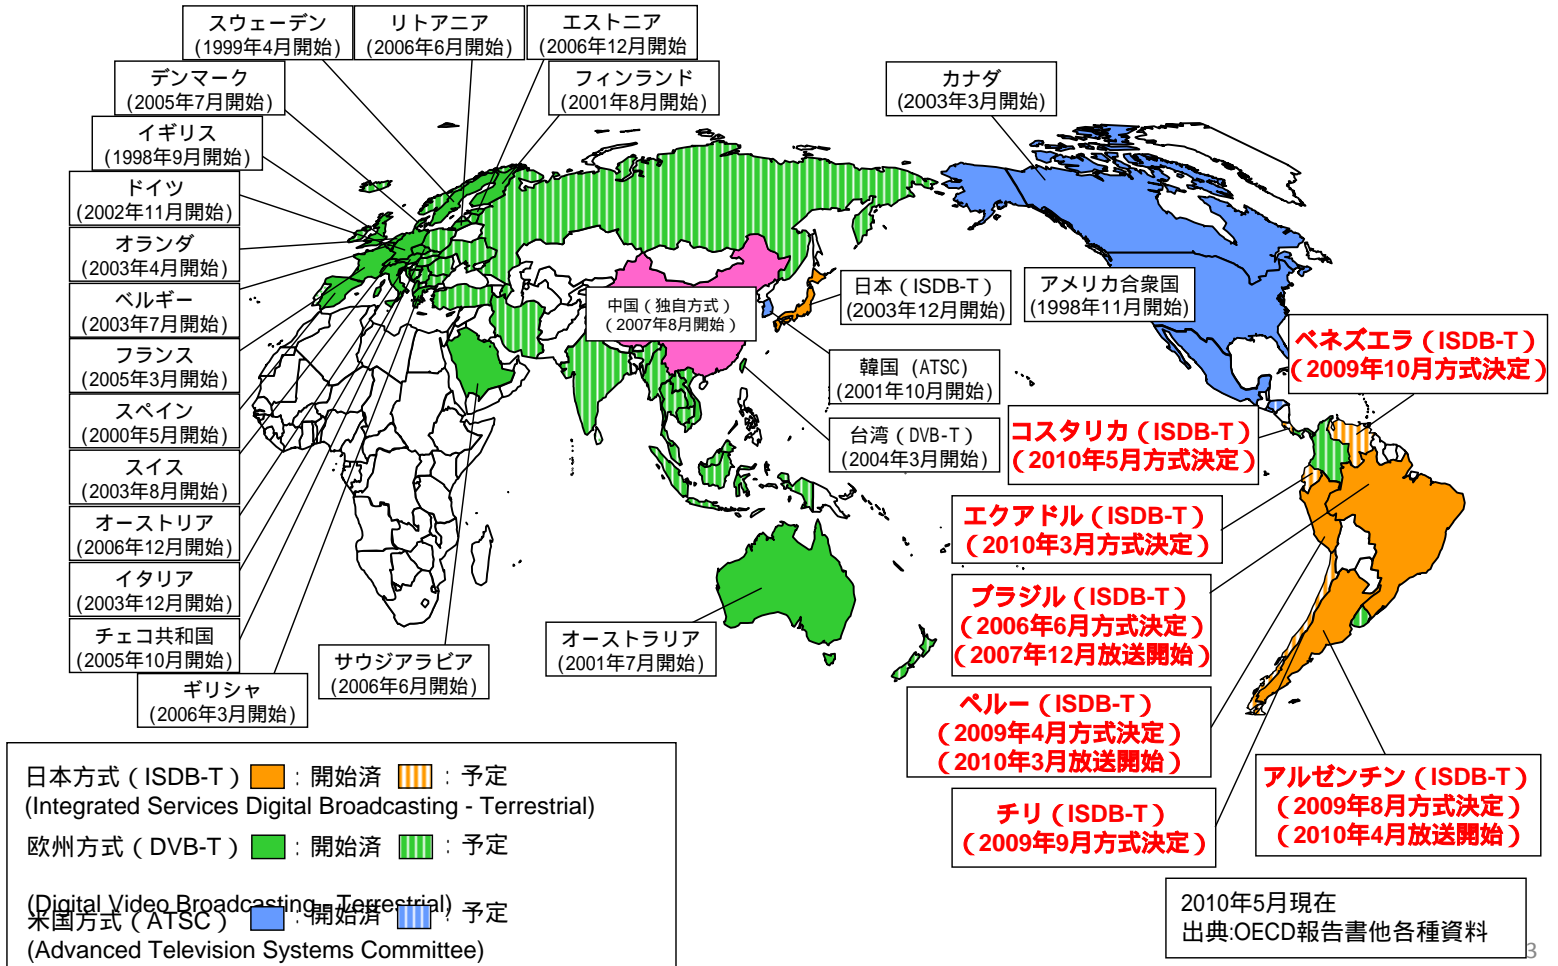 スウェーデン
(1999年4月開始)
リトアニア
(2006年6月開始)
エストニア
(2006年12月開始
デンマーク
(2005年7月開始)
フィンランド
(2001年8月開始)
カナダ
(2003年3月開始)
イギリス
(1998年9月開始)
ドイツ
(2002年11月開始)
オランダ
(2003年4月開始)
ベルギー
(2003年7月開始)
フランス
(2005年3月開始)
スペイン
(2000年5月開始)
スイス
(2003年8月開始)
オーストリア
(2006年12月開始)
イタリア
(2003年12月開始)
チェコ共和国
(2005年10月開始)
ギリシャ
(2006年3月開始)
サウジアラビア
(2006年6月開始)
中国(独自方式)
(2007年8月開始)
日本(ISDB-T)
(2003年12月開始)
韓国 (ATSC)
(2001年10月開始)
台湾(DVB-T)
(2004年3月開始)
オーストラリア
(2001年7月開始)
アメリカ合衆国
(1998年11月開始)
ベネズエラ(ISDB-T)
(2009年10月方式決定)
コスタリカ(ISDB-T)
(2010年5月方式決定)
エクアドル(ISDB-T)
(2010年3月方式決定)
ブラジル(ISDB-T)
(2006年6月方式決定)
(2007年12月放送開始)
ペルー(ISDB-T)
(2009年4月方式決定)
(2010年3月放送開始)
チリ(ISDB-T)
(2009年9月方式決定)
アルゼンチン(ISDB-T)
(2009年8月方式決定)
(2010年4月放送開始)
日本方式(ISDB-T) :開始済 :予定
(Integrated Services Digital Broadcasting - Terrestrial)
欧州方式(DVB-T) :開始済 :予定
(Digital Video Broadcasting - Terrestrial)
米国方式(ATSC) :開始済 :予定
(Advanced Television Systems Committee)
2010年5月現在
出典:OECD報告書他各種資料
3